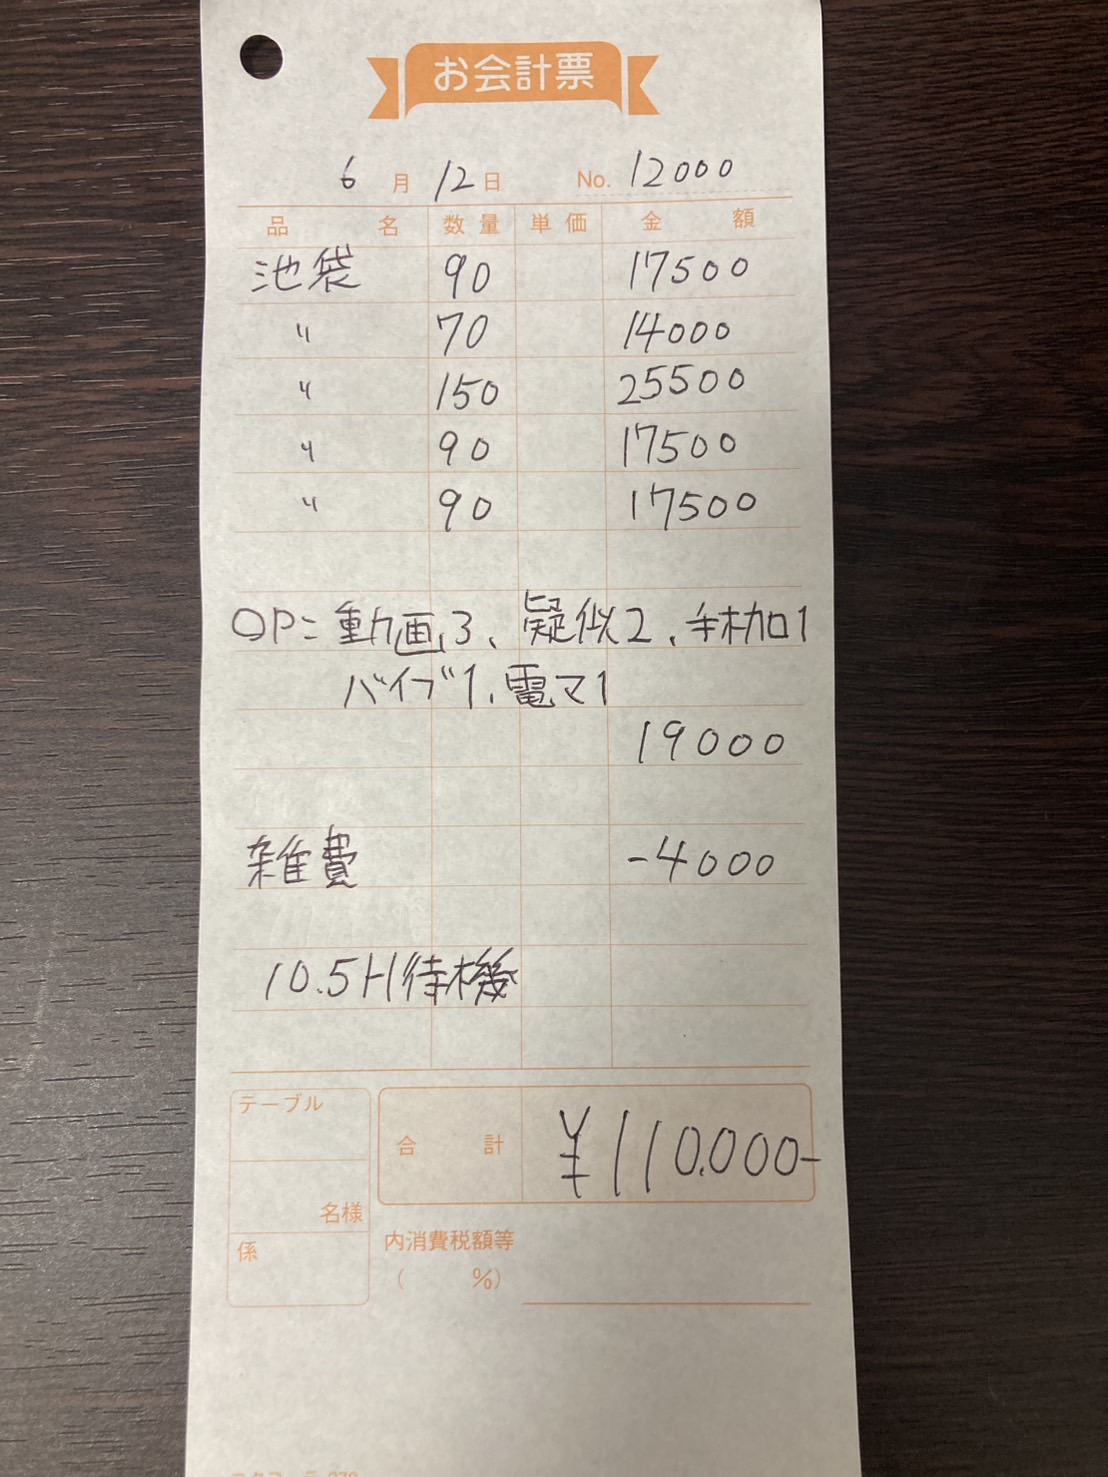 お会計票
6月12日 No. 12000
品名 数量 単価 金額
池袋 90 17500
〃 70 14000
〃 150 25500
〃 90 17500
〃 90 17500
OP:動画3、疑似2、手枷1
バイブ1、電マ1
19000
雑費 -4000
10.5H待機
テーブル
合計 ¥110.000-
名様
係
内消費税額等
( %)